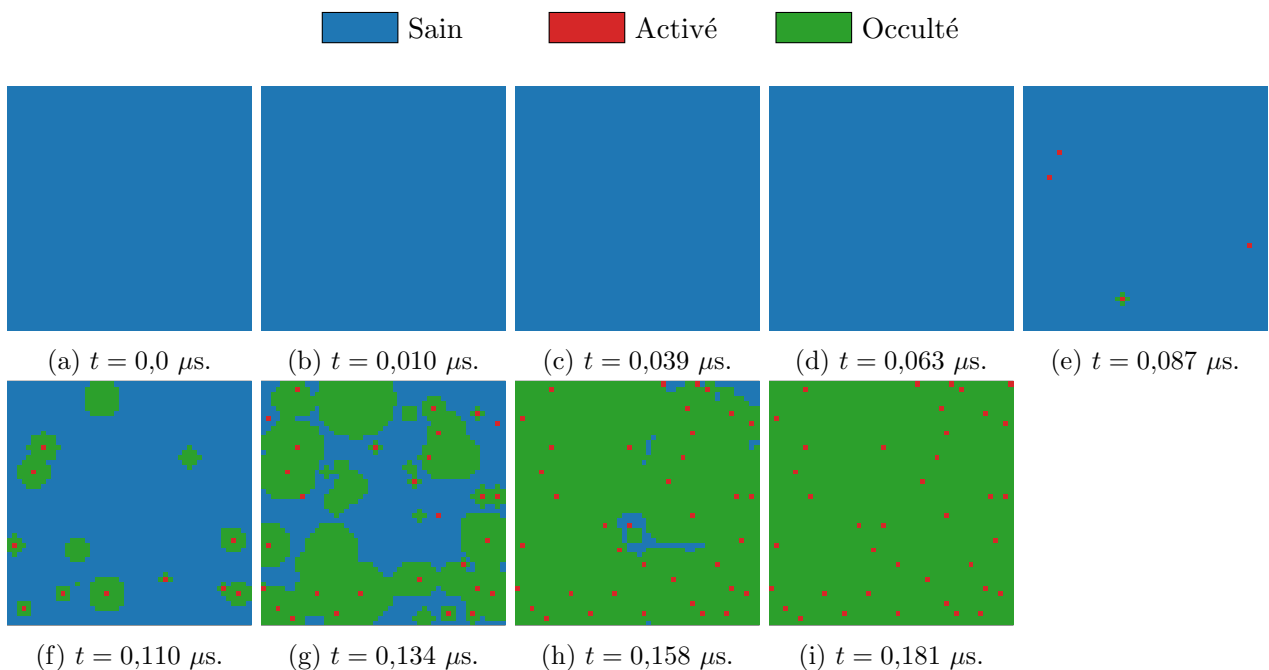 Sain Activé Occulté
(a) t = 0,0 μs. (b) t = 0,010 μs. (c) t = 0,039 μs. (d) t = 0,063 μs. (e) t = 0,087 μs.
(f) t = 0,110 μs. (g) t = 0,134 μs. (h) t = 0,158 μs. (i) t = 0,181 μs.